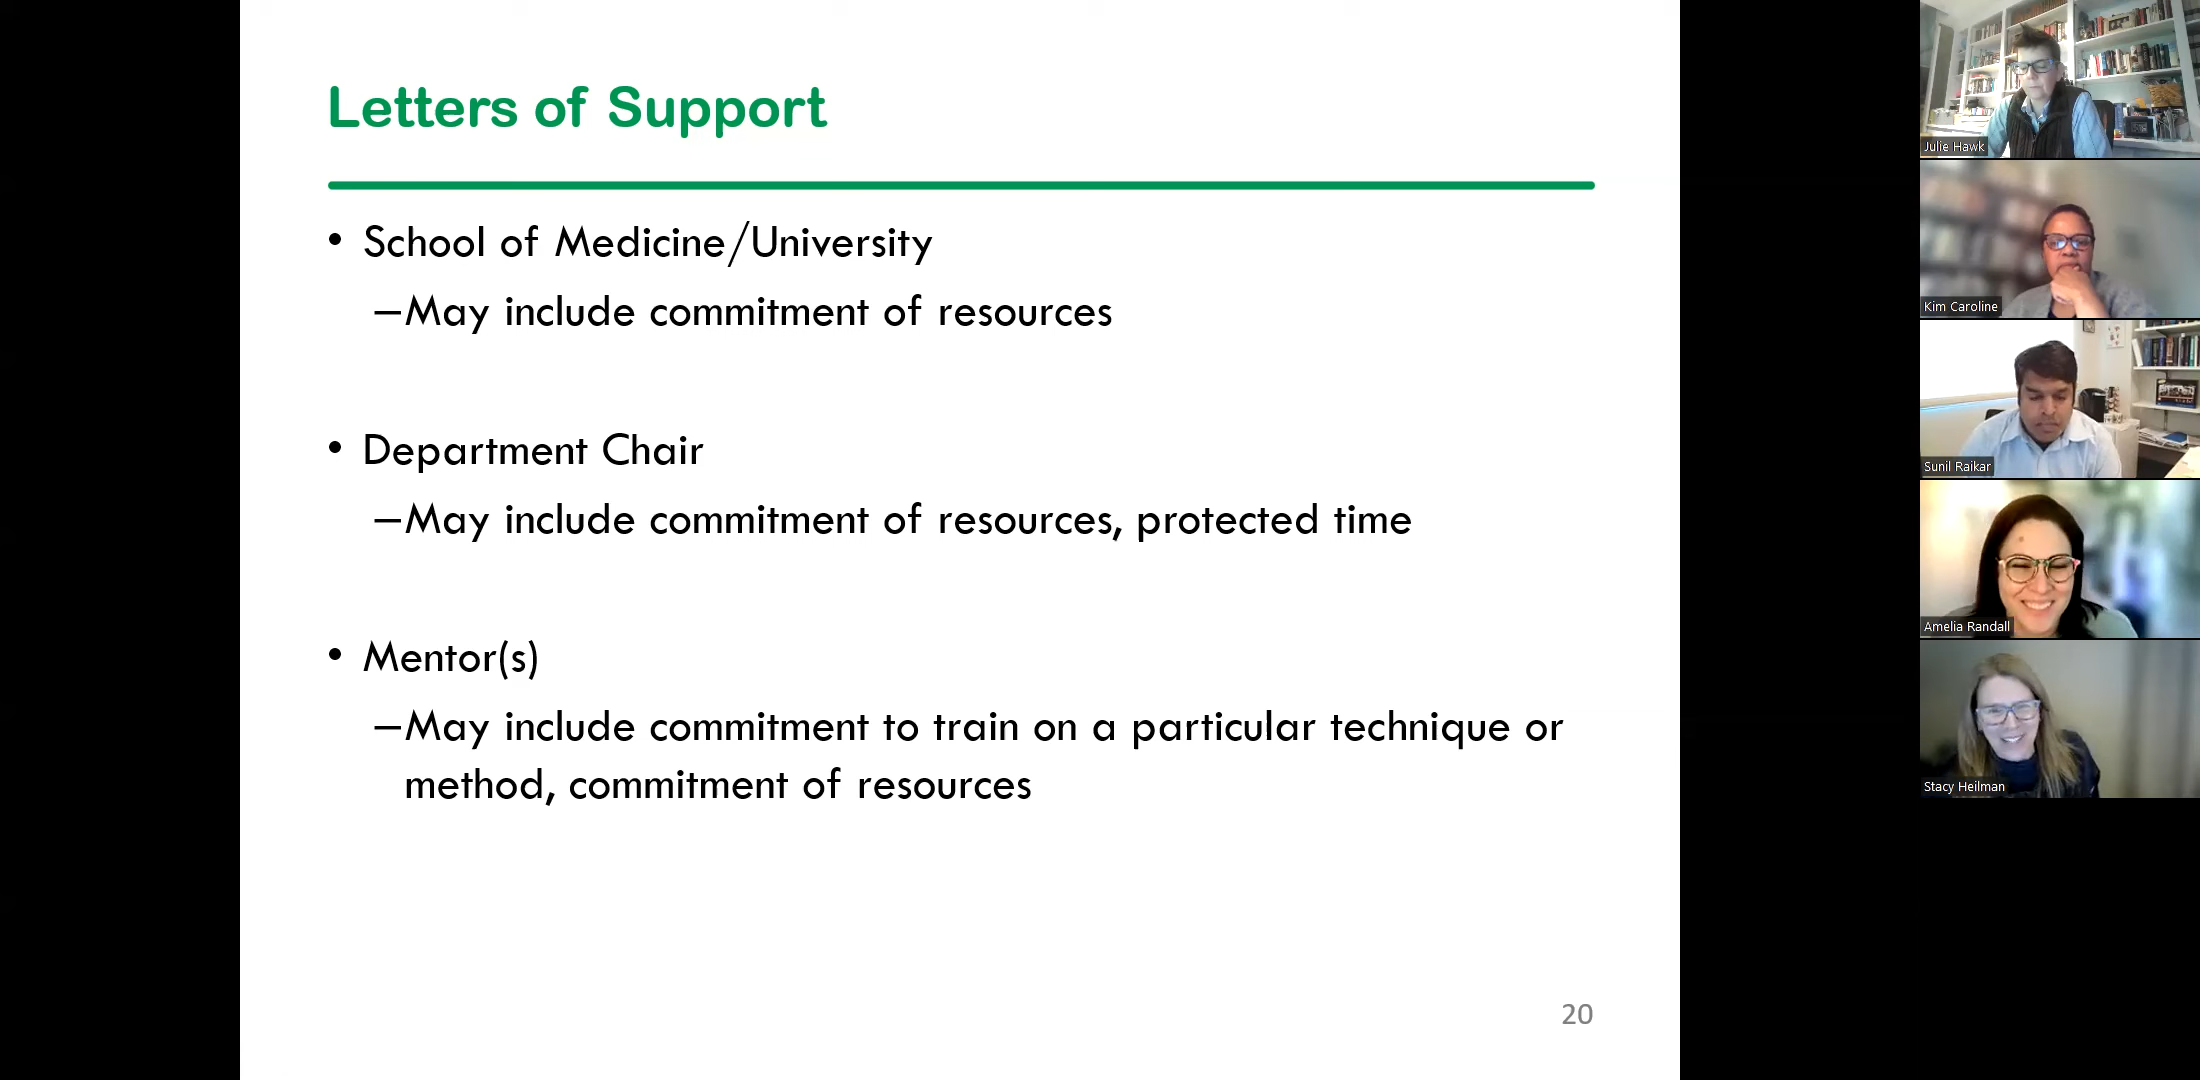 Letters of Support
• School of Medicine/University
–May include commitment of resources
• Department Chair
–May include commitment of resources, protected time
• Mentor(s)
–May include commitment to train on a particular technique or
method, commitment of resources
20
Julie Hawk
Kim Caroline
Sunil Raikar
Amelia Randall
Stacy Heilman